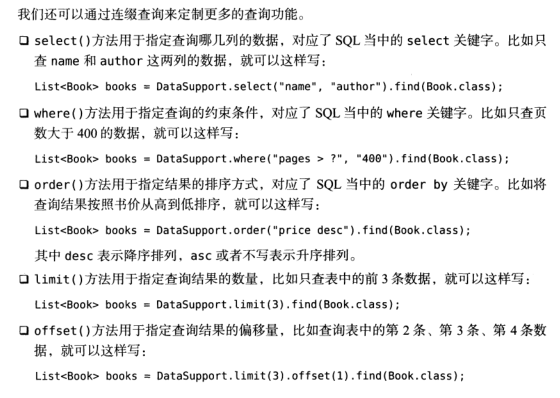 我们还可以通过连缀查询来定制更多的查询功能。
❑ select()方法用于指定查询哪几列的数据，对应了 SQL 当中的 select 关键字。比如只
查 name 和 author 这两列的数据，就可以这样写：
List<Book> books = DataSupport.select("name", "author").find(Book.class);
❑ where()方法用于指定查询的约束条件，对应了 SQL 当中的 where 关键字。比如只查页
数大于 400 的数据，就可以这样写：
List<Book> books = DataSupport.where("pages > ?", "400").find(Book.class);
❑ order()方法用于指定结果的排序方式，对应了 SQL 当中的 order by 关键字。比如将
查询结果按照书价从高到低排序，就可以这样写：
List<Book> books = DataSupport.order("price desc").find(Book.class);
其中 desc 表示降序排列，asc 或者不写表示升序排列。
❑ limit()方法用于指定查询结果的数量，比如只查表中的前 3 条数据，就可以这样写：
List<Book> books = DataSupport.limit(3).find(Book.class);
❑ offset()方法用于指定查询结果的偏移量，比如查询表中的第 2 条、第 3 条、第 4 条数
据，就可以这样写：
List<Book> books = DataSupport.limit(3).offset(1).find(Book.class);